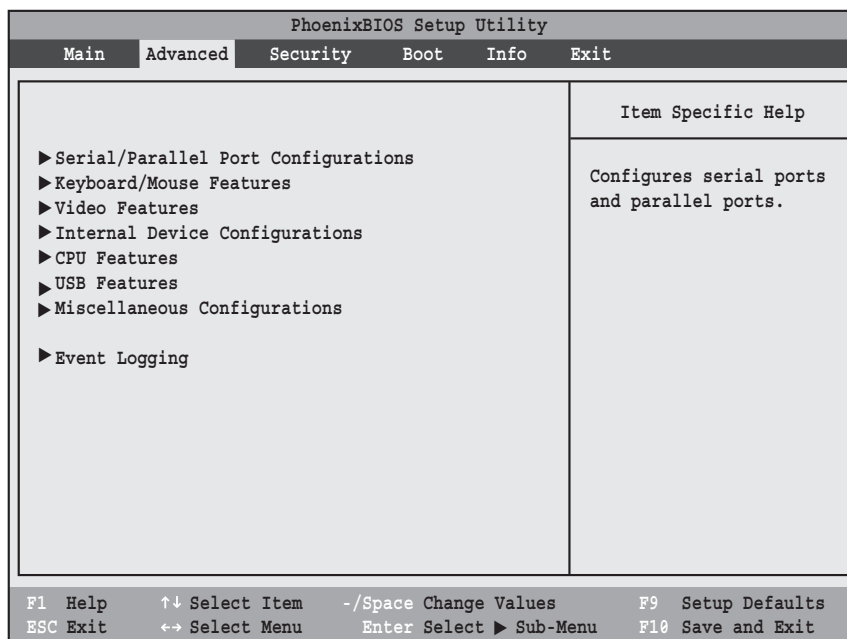 PhoenixBIOS Setup Utility
Main Advanced Security Boot Info Exit
Item Specific Help
▶Serial/Parallel Port Configurations
▶Keyboard/Mouse Features
▶Video Features
▶Internal Device Configurations
▶CPU Features
▶USB Features
▶Miscellaneous Configurations
▶Event Logging
Configures serial ports
and parallel ports.
F1 Help ↑↓ Select Item -/Space Change Values F9 Setup Defaults
ESC Exit ←→ Select Menu Enter Select ▶ Sub-Menu F10 Save and Exit